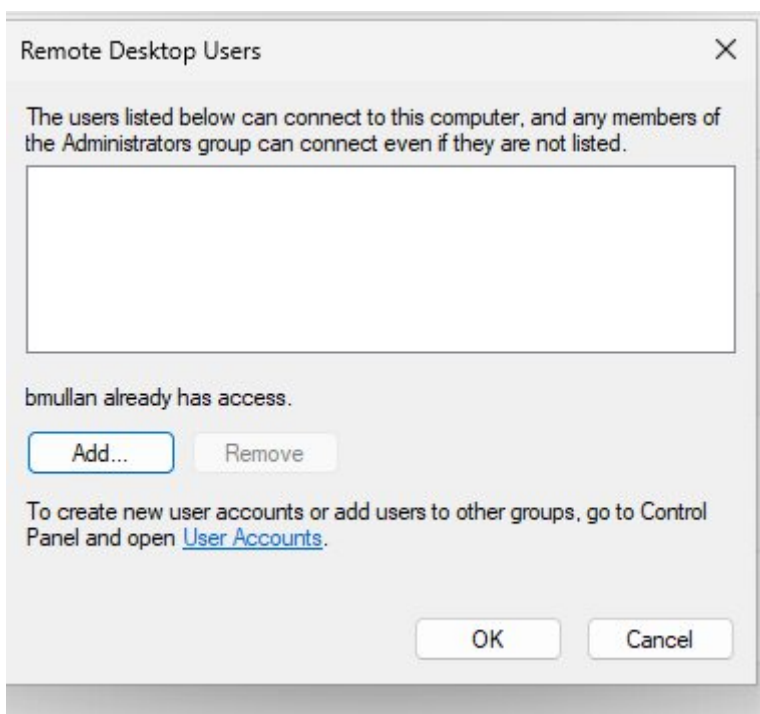 Remote Desktop Users
The users listed below can connect to this computer, and any members of
the Administrators group can connect even if they are not listed.
bmullan already has access.
Add...
Remove
To create new user accounts or add users to other groups, go to Control
Panel and open User Accounts.
OK
Cancel